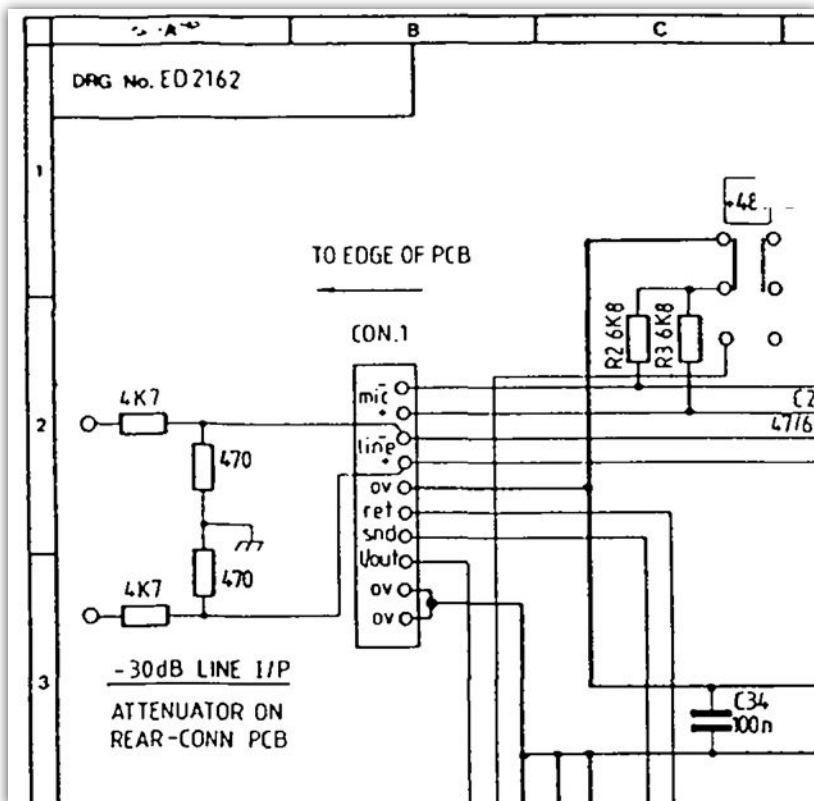 A
B
C
DRG No. ED2162
1
TO EDGE OF PCB
R2 6K8
R3 6K8
CON.1
mic
-
+
4K7
2
line
-
+
470
47/6
0v
ret
snd
Vout
470
0v
4K7
0v
3
-30dB LINE I/P
ATTENUATOR ON
REAR-CONN PCB
C34
100n